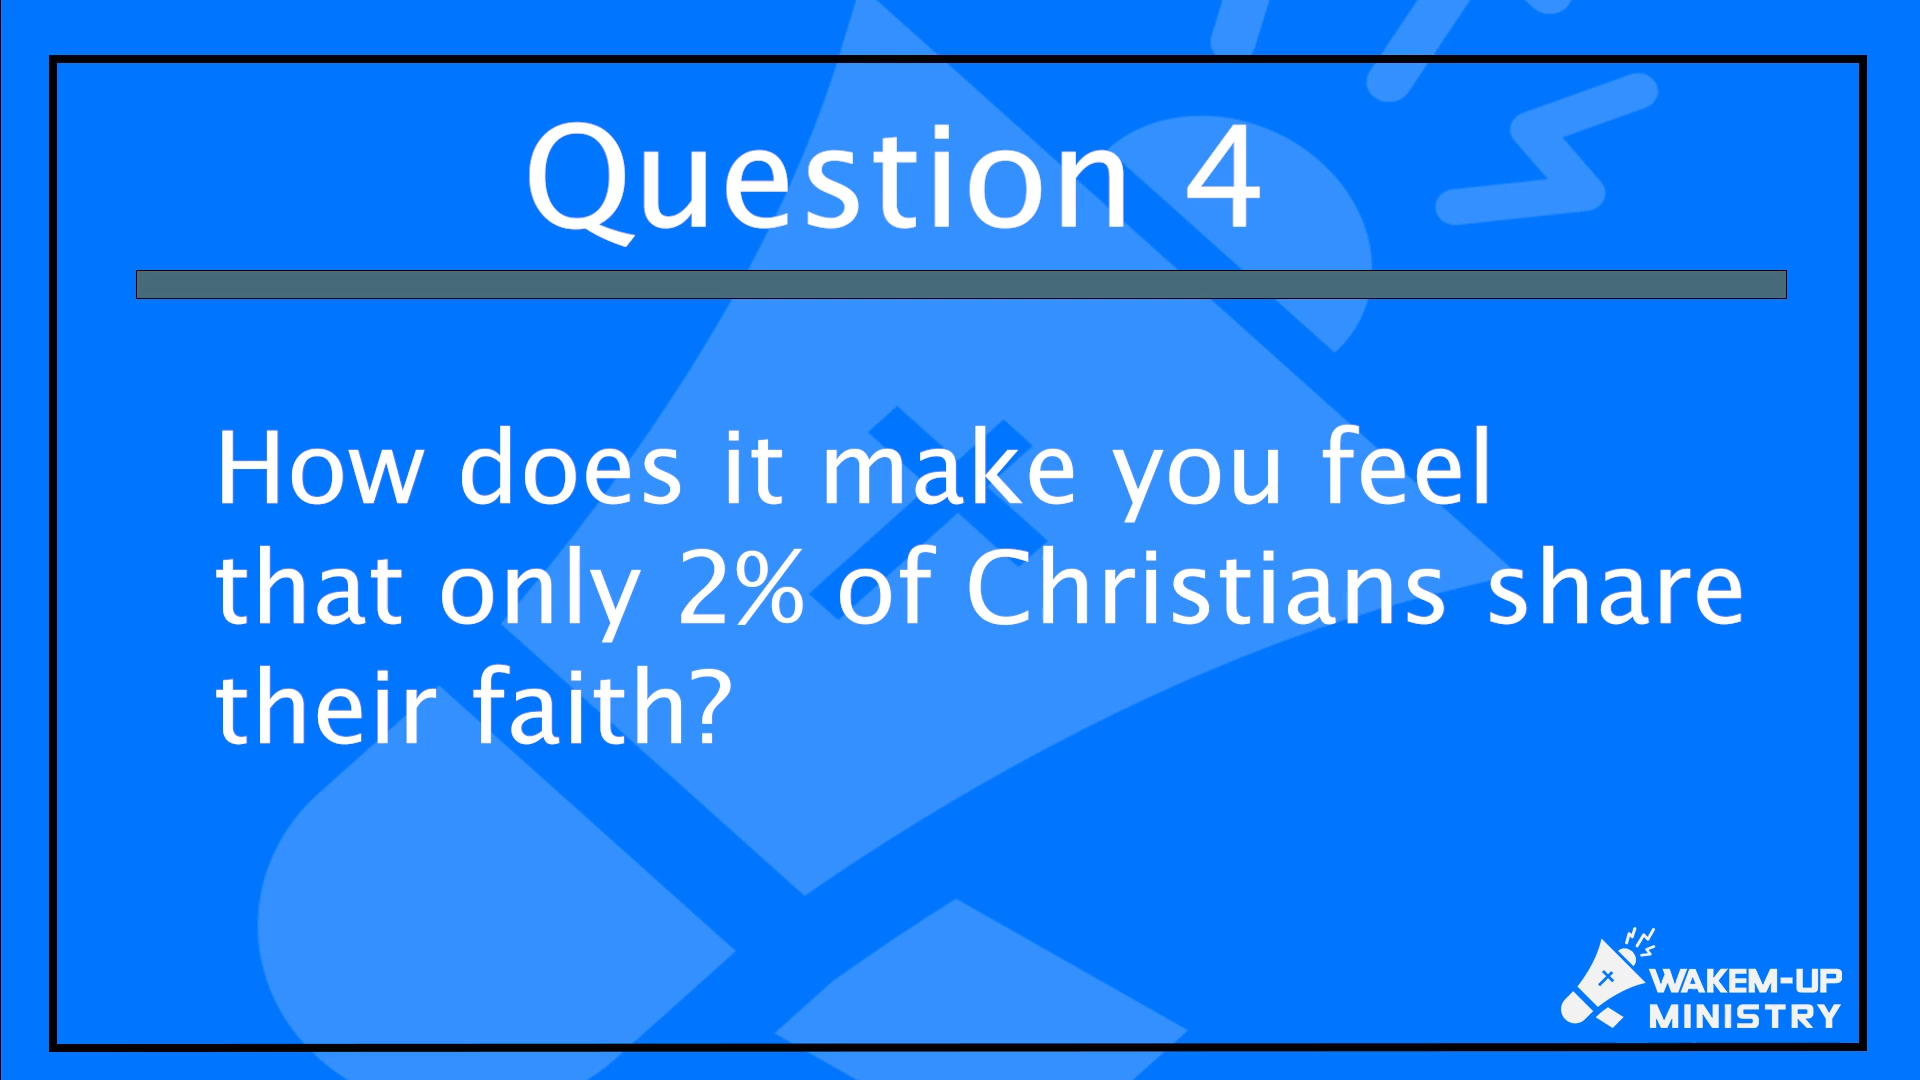 Question 4
How does it make you feel
that only 2% of Christians share
their faith?
WAKEM-UP
MINISTRY